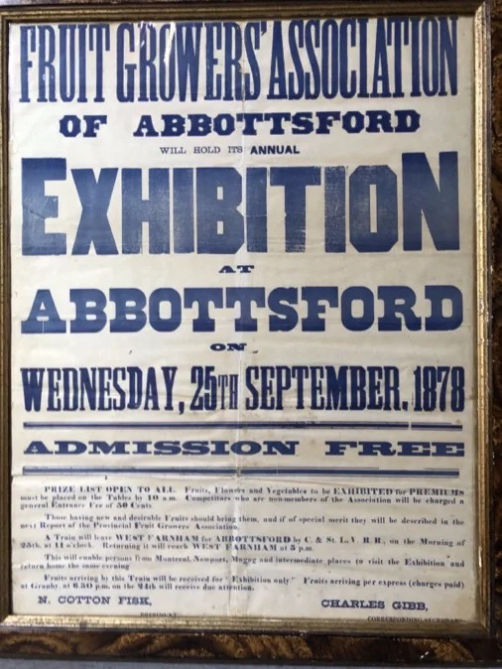 FRUIT GROWERS' ASSOCIATION
OF ABBOTTSFORD
WILL HOLD ITS ANNUAL
EXHIBITION
AT
ABBOTTSFORD
ON
WEDNESDAY, 25TH SEPTEMBER, 1878
ADMISSION FREE
PRIZE LIST OPEN TO ALL. Fruits, Flowers and Vegetables to be EXHIBITED for PREMIUMS
must be placed on the Tables by 10 a.m. Competitors who are non-members of the Association will be charged a
general Entrance Fee of 50 Cents.
Those having new and desirable Fruits should bring them, and if of special merit they will be described in the
next Report of the Provincial Fruit Growers' Association.
A Train will leave WEST FARNHAM for ABBOTTSFORD by C. & St. L. V. R. R., on the Morning of
25th, at 11 o'clock. Returning it will reach WEST FARNHAM at 5 p.m.
This will enable persons from Montreal, Newport, Magog and intermediate places to visit the Exhibition and
return home the same evening
Fruits arriving by this Train will be received for "Exhibition only." Fruits arriving per express (charges paid)
at Granby, at 6.50 p.m. on the 24th will receive due attention.
N. COTTON FISK, CHARLES GIBB,
PRESIDENT. CORRESPONDING SECRETARY.